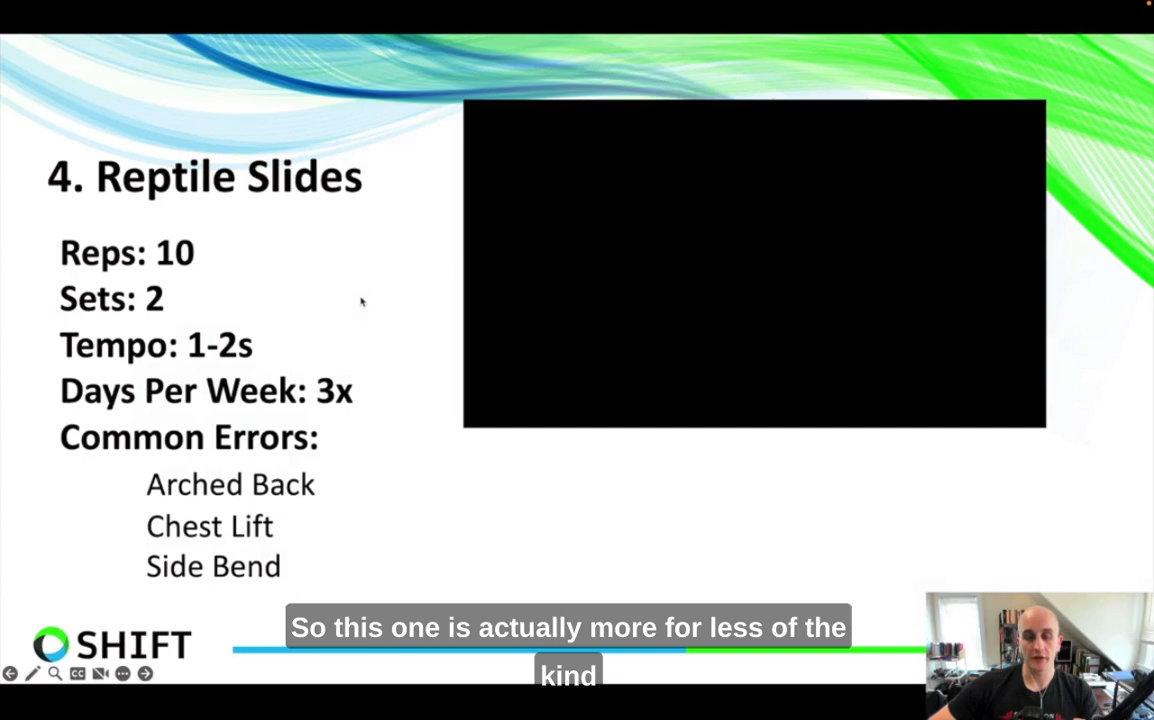 4. Reptile Slides
Reps: 10
Sets: 2
Tempo: 1-2s
Days Per Week: 3x
Common Errors:
Arched Back
Chest Lift
Side Bend
So this one is actually more for less of the
kind
SHIFT
CC